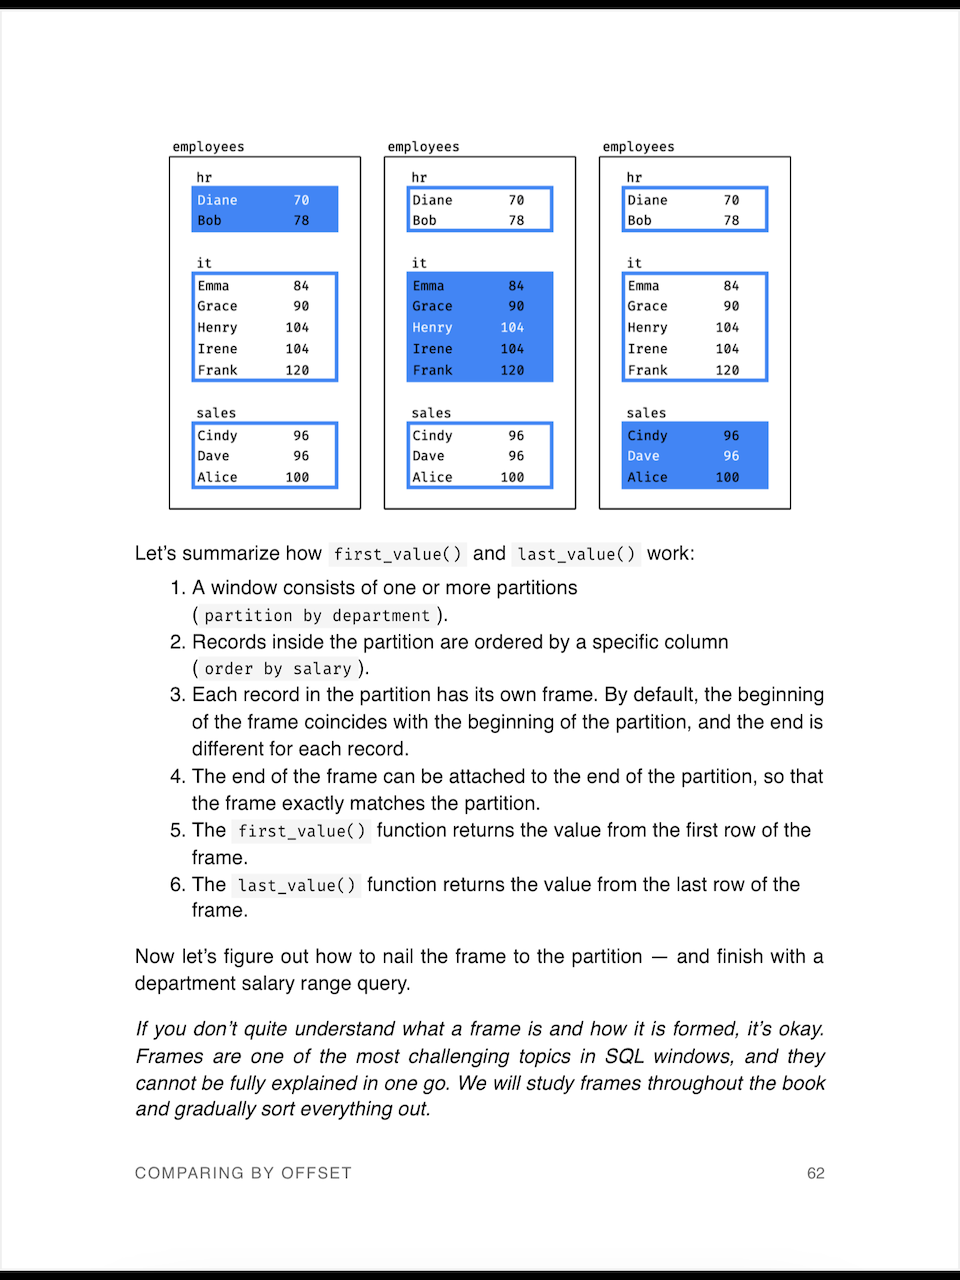 employees employees employees
hr hr hr
Diane 70 Diane 70 Diane 70
Bob 78 Bob 78 Bob 78
it it it
Emma 84 Emma 84 Emma 84
Grace 90 Grace 90 Grace 90
Henry 104 Henry 104 Henry 104
Irene 104 Irene 104 Irene 104
Frank 120 Frank 120 Frank 120
sales sales sales
Cindy 96 Cindy 96 Cindy 96
Dave 96 Dave 96 Dave 96
Alice 100 Alice 100 Alice 100
Let's summarize how first_value() and last_value() work:
1. A window consists of one or more partitions
( partition by department ).
2. Records inside the partition are ordered by a specific column
( order by salary ).
3. Each record in the partition has its own frame. By default, the beginning
of the frame coincides with the beginning of the partition, and the end is
different for each record.
4. The end of the frame can be attached to the end of the partition, so that
the frame exactly matches the partition.
5. The first_value() function returns the value from the first row of the
frame.
6. The last_value() function returns the value from the last row of the
frame.
Now let's figure out how to nail the frame to the partition — and finish with a
department salary range query.
If you don't quite understand what a frame is and how it is formed, it's okay.
Frames are one of the most challenging topics in SQL windows, and they
cannot be fully explained in one go. We will study frames throughout the book
and gradually sort everything out.
COMPARING BY OFFSET 62